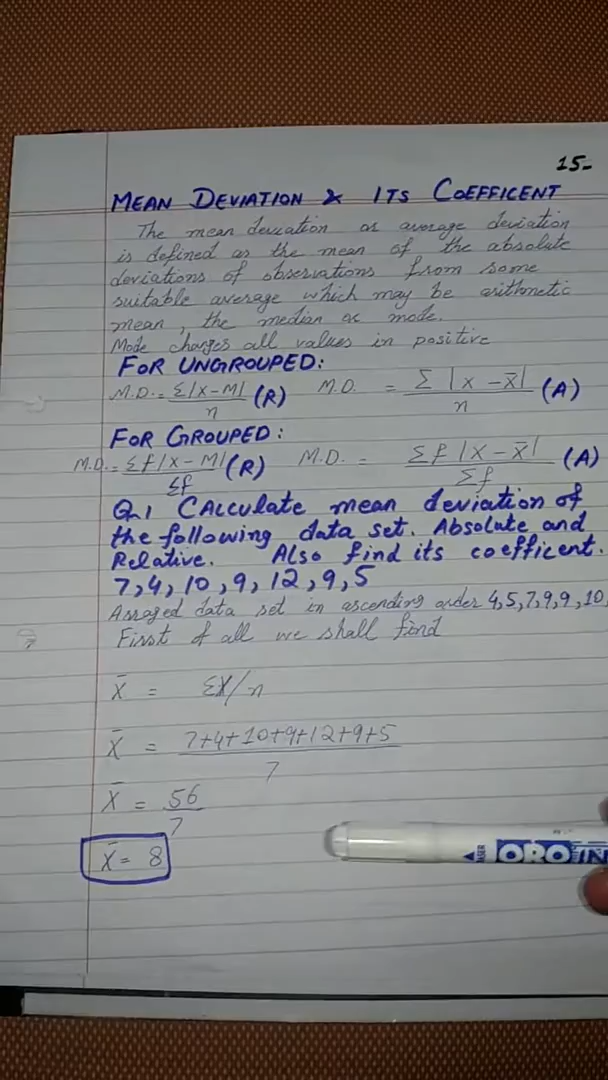 15-
MEAN DEVIATION & ITS COEFFICENT
The mean deviation or average deviation
is defined as the mean of the absolute
deviations of observations from some
suitable average which may be arithmetic
mean, the median or mode.
Mode charges all values in positive
FOR UNGROUPED:
M.D. = Σ|X-M|/n (R) M.D. = Σ|X-X̄|/n (A)
FOR GROUPED:
M.D. = Σf|X-M|/Σf (R) M.D. = Σf|X-X̄|/Σf (A)
Q.1 CALCULATE mean deviation of
the following data set. Absolute and
Relative. Also find its coefficent.
7,4,10,9,12,9,5
Arraged data set in ascending order 4,5,7,9,9,10,
First of all we shall find
X̄ = ΣX/n
X̄ = 7+4+10+9+12+9+5/7
X̄ = 56/7
X̄ = 8
ORO